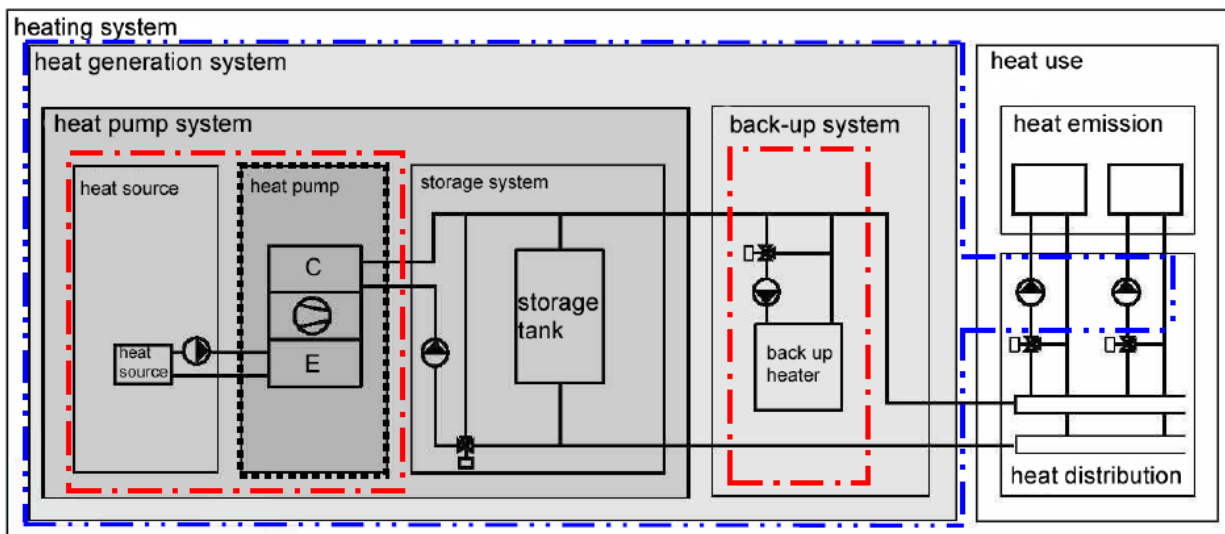 heating system
heat generation system
heat use
heat pump system
back-up system
heat emission
heat source
heat pump
storage system
C
storage
tank
heat
source
E
back up
heater
heat distribution